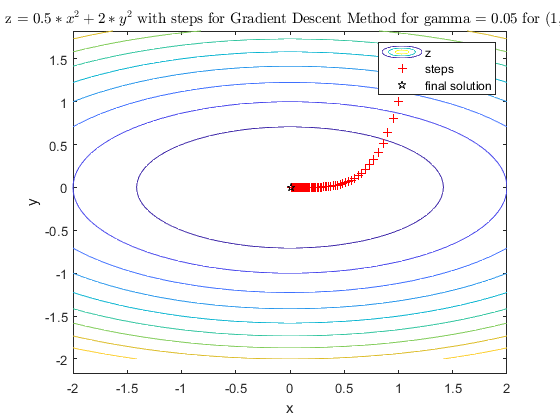 z = 0.5 * x² + 2 * y² with steps for Gradient Descent Method for gamma = 0.05 for (1,
z
steps
final solution
1.5
1
0.5
0
-0.5
-1
-1.5
-2
y
-2
-1.5
-1
-0.5
0
0.5
1
1.5
2
x